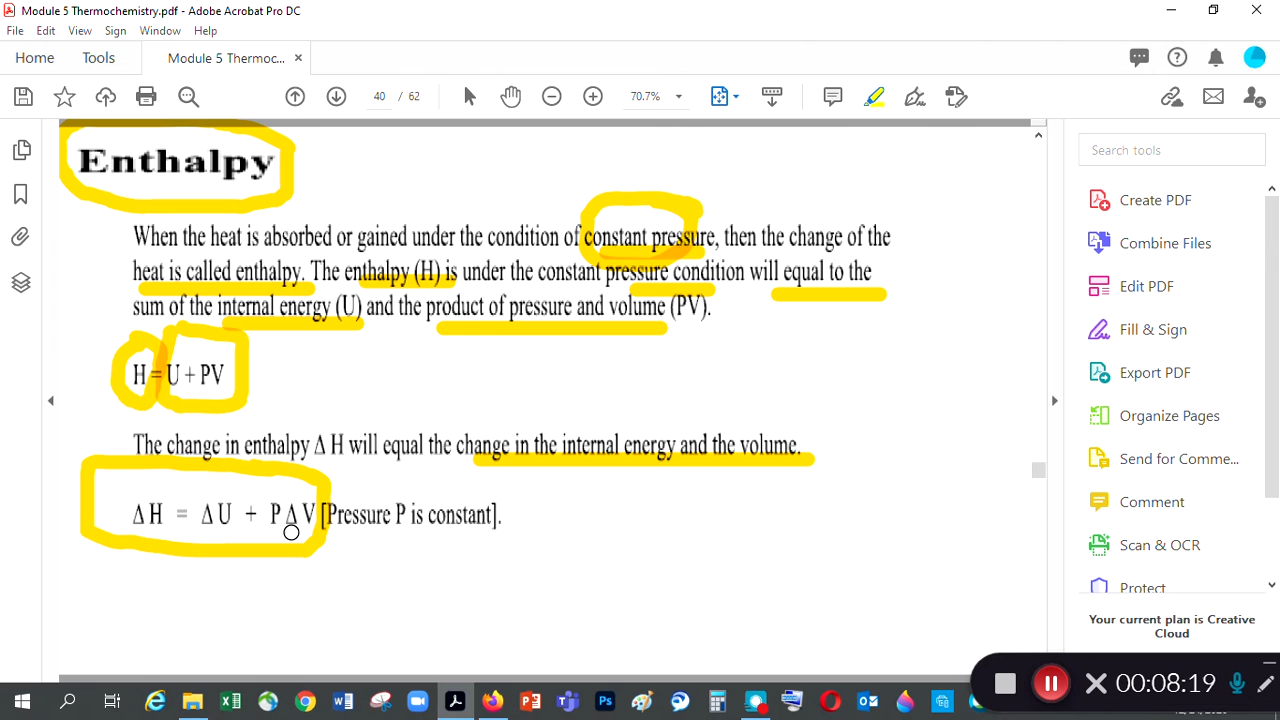 Module 5 Thermochemistry.pdf - Adobe Acrobat Pro DC
File Edit View Sign Window Help
Home Tools Module 5 Thermoc...
40 / 62 70.7%
Enthalpy
When the heat is absorbed or gained under the condition of constant pressure, then the change of the
heat is called enthalpy. The enthalpy (H) is under the constant pressure condition will equal to the
sum of the internal energy (U) and the product of pressure and volume (PV).
H = U + PV
The change in enthalpy Δ H will equal the change in the internal energy and the volume.
Δ H = Δ U + P Δ V [Pressure P is constant].
Search tools
Create PDF
Combine Files
Edit PDF
Fill & Sign
Export PDF
Organize Pages
Send for Comme...
Comment
Scan & OCR
Protect
Your current plan is Creative
Cloud
00:08:19